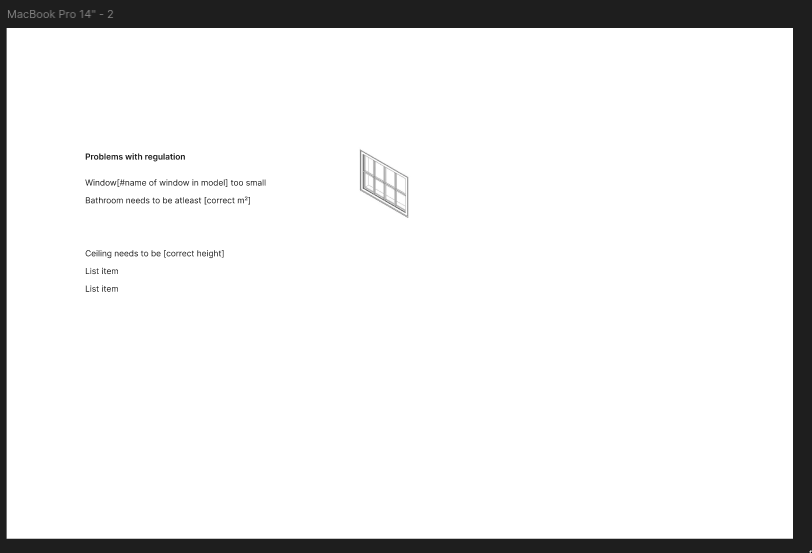 MacBook Pro 14" - 2
Problems with regulation
Window[#name of window in model] too small
Bathroom needs to be atleast [correct m²]
Ceiling needs to be [correct height]
List item
List item